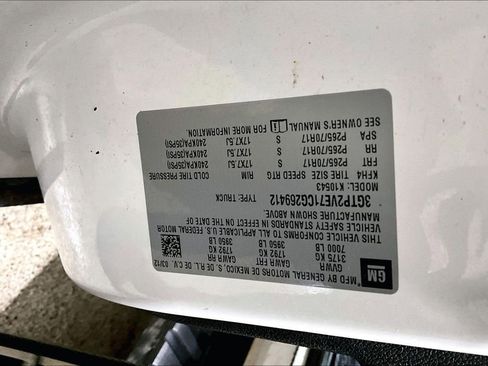 GM
MFD BY GENERAL MOTORS DE MEXICO, S. DE R.L. DE C.V. 03/12
GVWR GAWR FRT GAWR RR
3175 KG 1792 KG 1792 KG
7000 LB 3950 LB 3950 LB
THIS VEHICLE CONFORMS TO ALL APPLICABLE U.S. FEDERAL MOTOR
VEHICLE SAFETY STANDARDS IN EFFECT ON THE DATE OF
MANUFACTURE SHOWN ABOVE.
3GTP2VE71CG269412 TYPE: TRUCK
MODEL: K10543
KFH4 TIRE SIZE SPEED RTG RIM COLD TIRE PRESSURE
FRT P265/70R17 S 17X7.5J 240KPA(35PSI)
RR P265/70R17 S 17X7.5J 240KPA(35PSI)
SPA P265/70R17 S 17X7.5J 240KPA(35PSI)
SEE OWNER'S MANUAL FOR MORE INFORMATION.